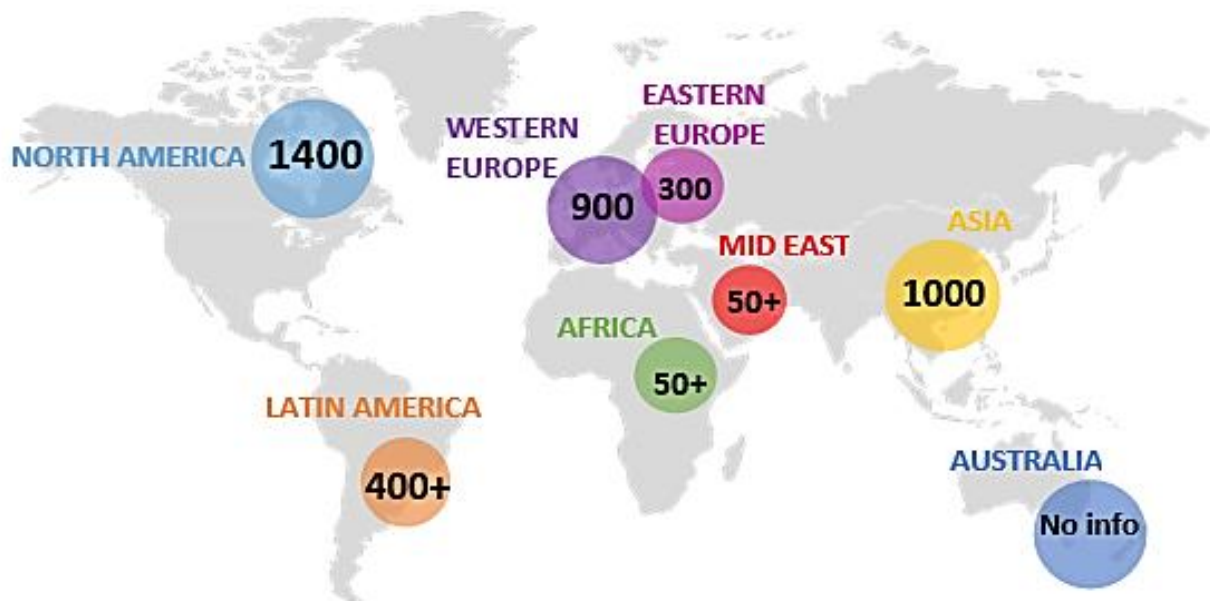 NORTH AMERICA
1400
WESTERN
EUROPE
900
EASTERN
EUROPE
300
MID EAST
50+
ASIA
1000
AFRICA
50+
LATIN AMERICA
400+
AUSTRALIA
No info